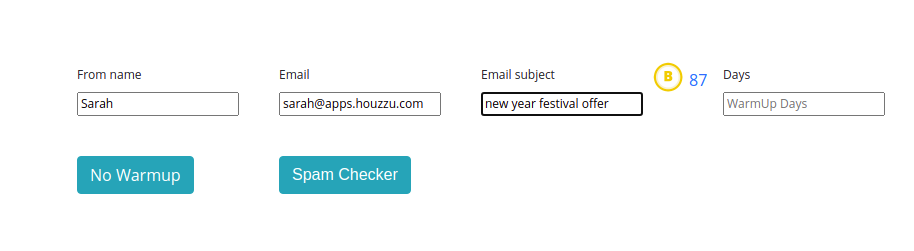 From name
Email
Email subject
B 87
Days
Sarah
sarah@apps.houzzu.com
new year festival offer
WarmUp Days
No Warmup
Spam Checker